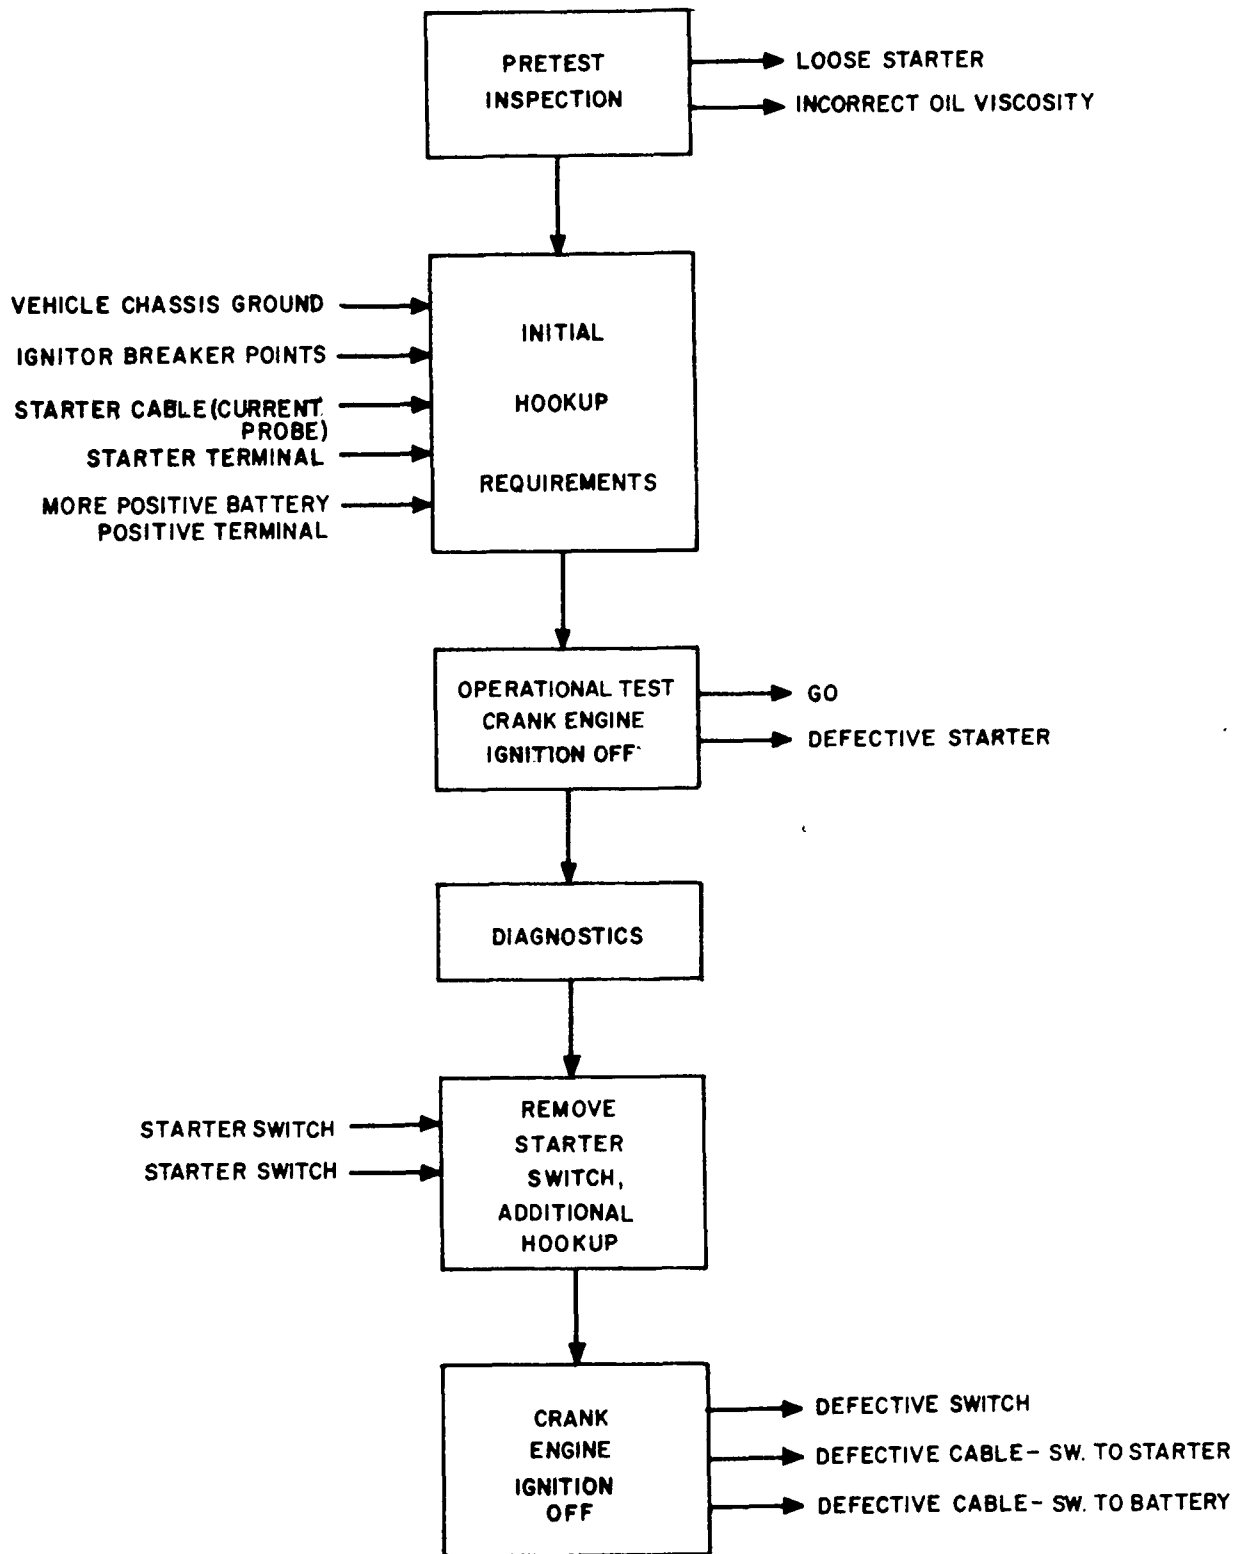 PRETEST
INSPECTION
LOOSE STARTER
INCORRECT OIL VISCOSITY
VEHICLE CHASSIS GROUND
IGNITOR BREAKER POINTS
STARTER CABLE (CURRENT
PROBE)
STARTER TERMINAL
MORE POSITIVE BATTERY
POSITIVE TERMINAL
INITIAL
HOOKUP
REQUIREMENTS
OPERATIONAL TEST
CRANK ENGINE
IGNITION OFF
GO
DEFECTIVE STARTER
DIAGNOSTICS
STARTER SWITCH
STARTER SWITCH
REMOVE
STARTER
SWITCH,
ADDITIONAL
HOOKUP
CRANK
ENGINE
IGNITION
OFF
DEFECTIVE SWITCH
DEFECTIVE CABLE- SW. TO STARTER
DEFECTIVE CABLE- SW. TO BATTERY